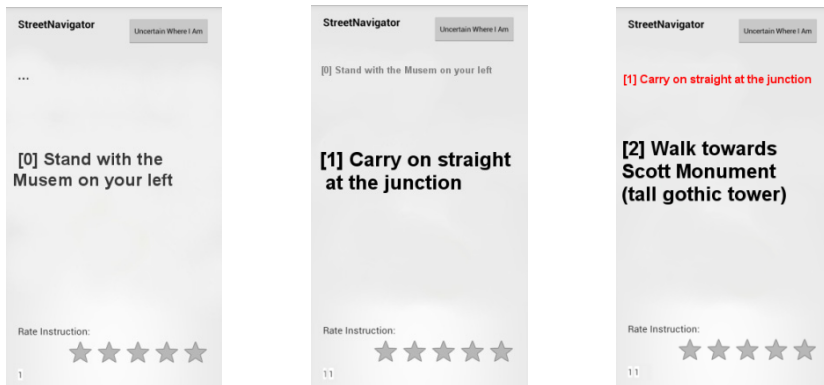 StreetNavigator
Uncertain Where I Am
...
[0] Stand with the
Musem on your left
Rate Instruction:
1
StreetNavigator
Uncertain Where I Am
[0] Stand with the Musem on your left
[1] Carry on straight
at the junction
Rate Instruction:
11
StreetNavigator
Uncertain Where I Am
[1] Carry on straight at the junction
[2] Walk towards
Scott Monument
(tall gothic tower)
Rate Instruction:
11